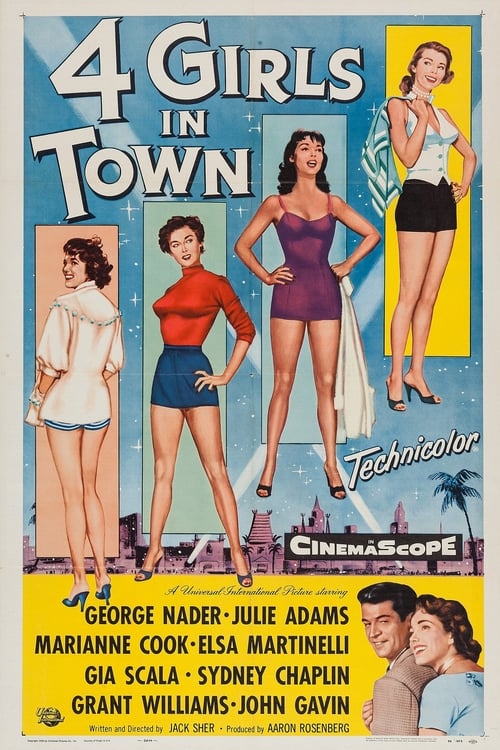 4 GIRLS
IN
TOWN
Technicolor
IN
CINEMASCOPE
A Universal-International Picture starring
GEORGE NADER · JULIE ADAMS
MARIANNE COOK · ELSA MARTINELLI
GIA SCALA · SYDNEY CHAPLIN
GRANT WILLIAMS · JOHN GAVIN
Written and Directed by JACK SHER · Produced by AARON ROSENBERG